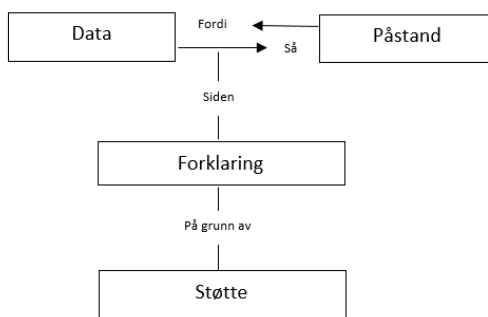 Data
Fordi
Påstand
Så
Siden
Forklaring
På grunn av
Støtte